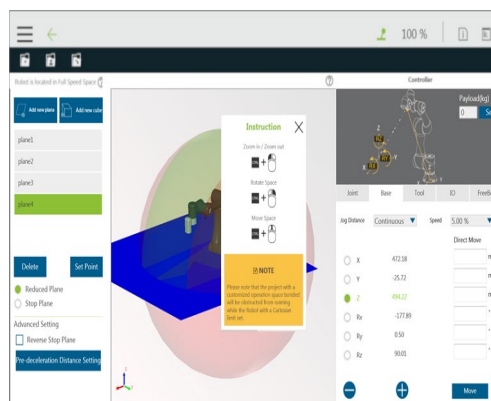 100 %
Robot is located in Full Speed Space
Controller
Add new plane
Add new cube
plane1
plane2
plane3
plane4
Delete
Set Point
Reduced Plane
Stop Plane
Advanced Setting
Reverse Stop Plane
Pre-deceleration Distance Setting
Instruction
Zoom in / Zoom out
+
Rotate Space
+
Move Space
+
NOTE
Please note that the project with a
customized operation space bonded
will be obstructed from running
while the Robot with a Cartesian
limit set.
Payload(kg)
0
Se
Z
RZ
RY
Y
RX
X
Joint
Base
Tool
IO
FreeB
Jog Distance
Continuous
Speed
5.00 %
Direct Move
X
472.18
m
Y
-25.72
m
Z
494.22
m
Rx
-177.89
°
Ry
0.50
°
Rz
90.01
°
Move